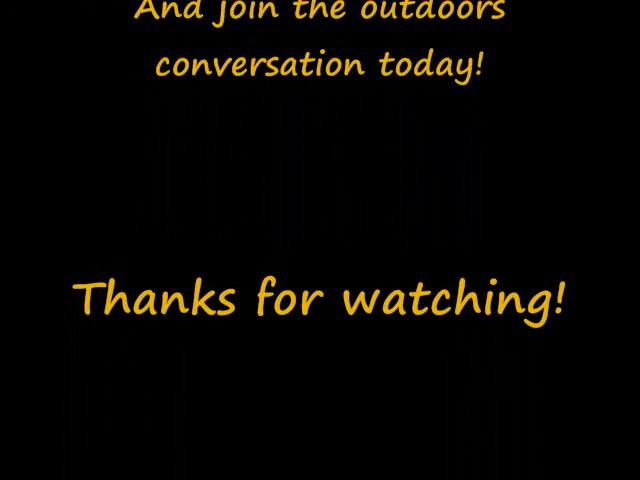 And join the outdoors
conversation today!
Thanks for watching!